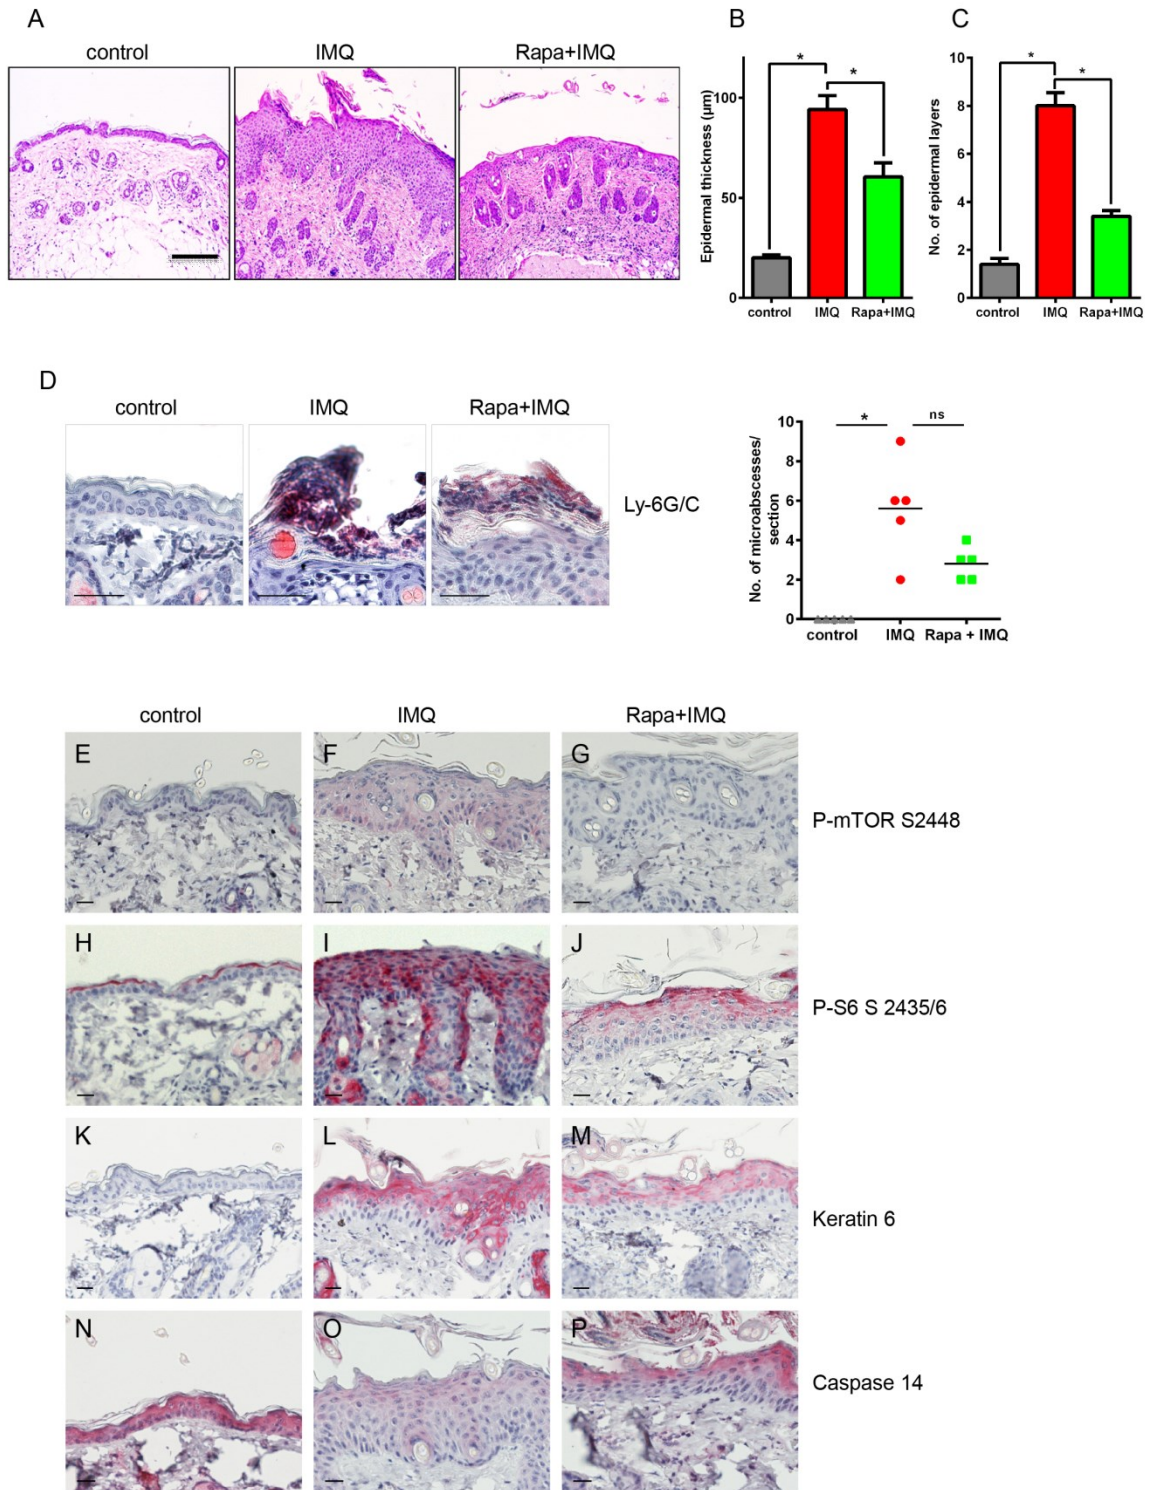 A
control
IMQ
Rapa+IMQ
B
Epidermal thickness (µm)
100
50
0
*
*
control
IMQ
Rapa+IMQ
C
No. of epidermal layers
10
8
6
4
2
0
*
*
control
IMQ
Rapa+IMQ
D
control
IMQ
Rapa+IMQ
Ly-6G/C
No. of microabscesses/
section
10
8
6
4
2
0
*
ns
control
IMQ
Rapa + IMQ
control
IMQ
Rapa+IMQ
E
F
G
P-mTOR S2448
H
I
J
P-S6 S 2435/6
K
L
M
Keratin 6
N
O
P
Caspase 14